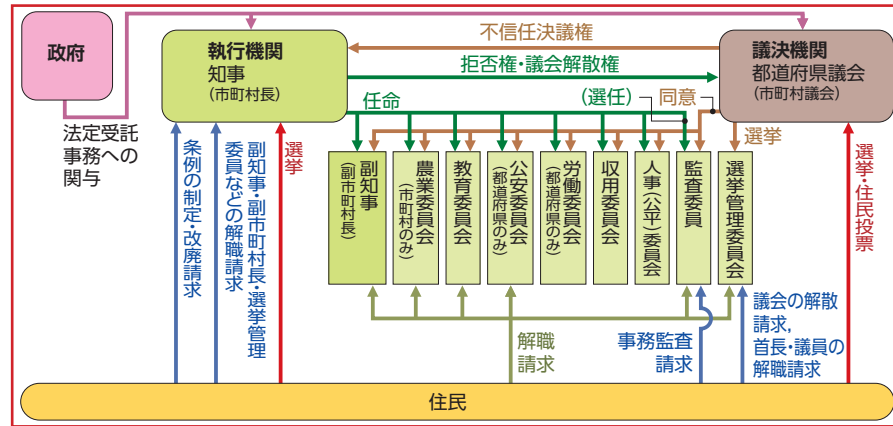 政府
執行機関
知事
(市町村長)
不信任決議権
拒否権・議会解散権
議決機関
都道府県議会
(市町村議会)
任命
(選任)
同意
選挙
法定受託
事務への
関与
条例の制定・改廃請求
副知事・副市町村長・選挙管理
委員などの解職請求
選挙
副知事
(副市町村長)
農業委員会
(市町村のみ)
教育委員会
公安委員会
(都道府県のみ)
労働委員会
(都道府県のみ)
収用委員会
人事(公平)委員会
監査委員
選挙管理委員会
選挙・住民投票
解職
請求
事務監査
請求
議会の解散
請求,
首長・議員の
解職請求
住民